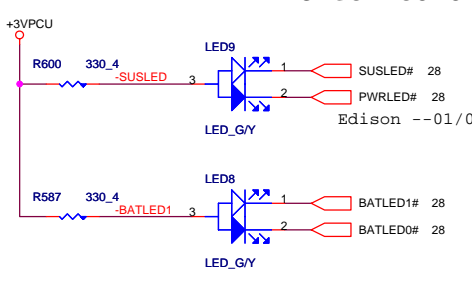 +3VPCU
LED9
R600 330_4
-SUSLED 3
1 SUSLED# 28
2 PWRLED# 28
Edison --01/0
LED_G/Y
LED8
R587 330_4
-BATLED1 3
1 BATLED1# 28
2 BATLED0# 28
LED_G/Y